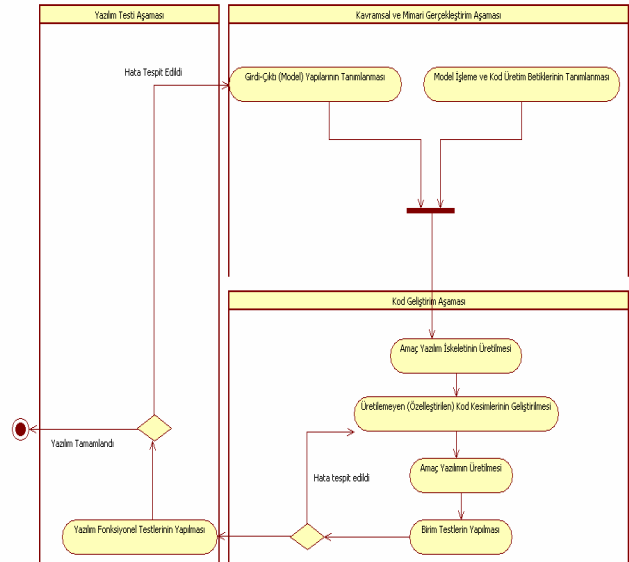 Yazılım Testi Aşaması
Kavramsal ve Mimari Gerçekleştirim Aşaması
Hata Tespit Edildi
Girdi-Çıktı (Model) Yapılarının Tanımlanması
Model İşleme ve Kod Üretim Betiklerinin Tanımlanması
Kod Geliştirim Aşaması
Amaç Yazılım İskeletinin Üretilmesi
Üretilemeyen (Özelleştirilen) Kod Kesimlerinin Geliştirilmesi
Yazılım Tamamlandı
Hata tespit edildi
Amaç Yazılımın Üretilmesi
Yazılım Fonksiyonel Testlerinin Yapılması
Birim Testlerin Yapılması